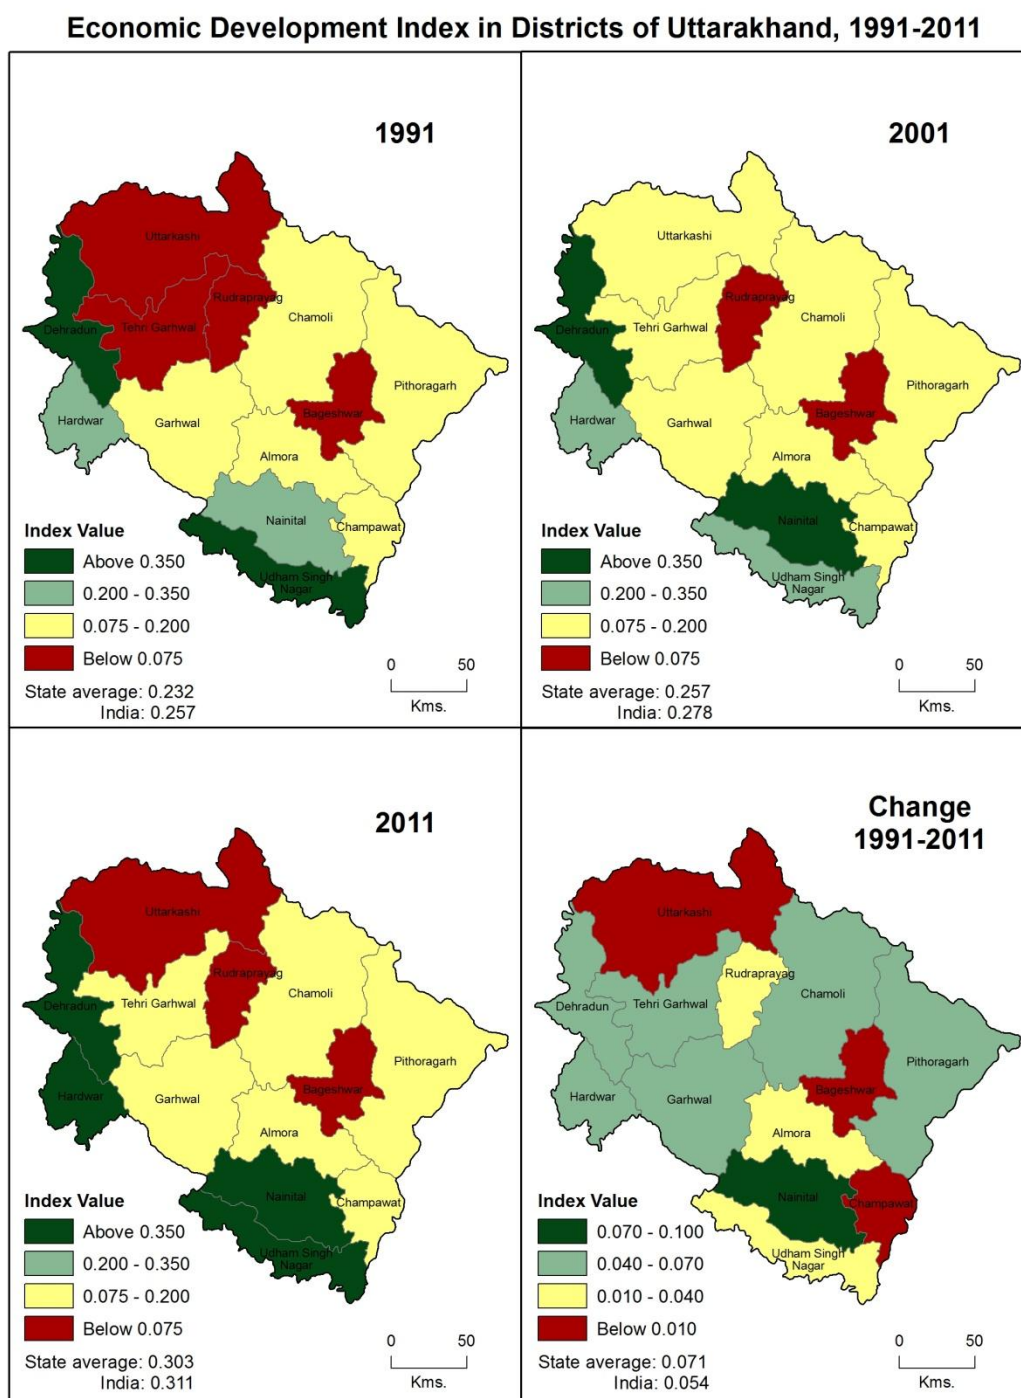 Economic Development Index in Districts of Uttarakhand, 1991-2011
1991
Uttarkashi
Rudraprayag
Tehri Garhwal
Chamoli
Dehradun
Pithoragarh
Hardwar
Garhwal
Bageshwar
Almora
Nainital
Champawat
Udham Singh
Nagar
Index Value
Above 0.350
0.200 - 0.350
0.075 - 0.200
Below 0.075
State average: 0.232
India: 0.257
0 50
Kms.
2001
Uttarkashi
Rudraprayag
Tehri Garhwal
Chamoli
Dehradun
Pithoragarh
Hardwar
Garhwal
Bageshwar
Almora
Nainital
Champawat
Udham Singh
Nagar
Index Value
Above 0.350
0.200 - 0.350
0.075 - 0.200
Below 0.075
State average: 0.257
India: 0.278
0 50
Kms.
2011
Uttarkashi
Rudraprayag
Tehri Garhwal
Chamoli
Dehradun
Pithoragarh
Hardwar
Garhwal
Bageshwar
Almora
Nainital
Champawat
Udham Singh
Nagar
Index Value
Above 0.350
0.200 - 0.350
0.075 - 0.200
Below 0.075
State average: 0.303
India: 0.311
0 50
Kms.
Change
1991-2011
Uttarkashi
Rudraprayag
Tehri Garhwal
Chamoli
Dehradun
Pithoragarh
Hardwar
Garhwal
Bageshwar
Almora
Nainital
Champawat
Udham Singh
Nagar
Index Value
0.070 - 0.100
0.040 - 0.070
0.010 - 0.040
Below 0.010
State average: 0.071
India: 0.054
0 50
Kms.